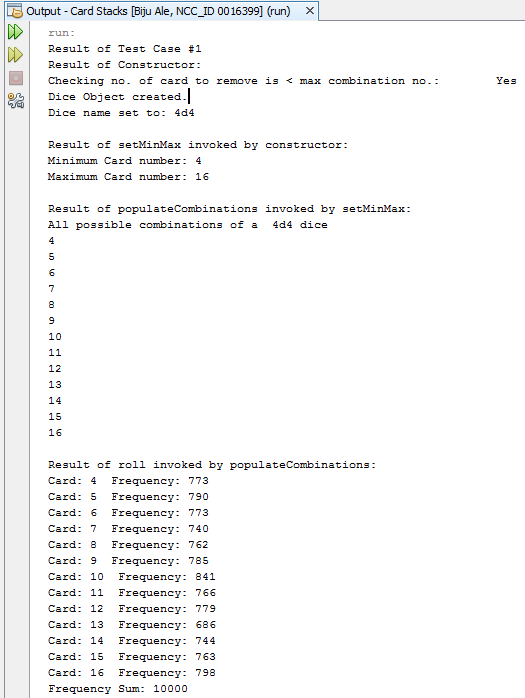 Output - Card Stacks [Biju Ale, NCC_ID 0016399] (run)
run:
Result of Test Case #1
Result of Constructor:
Checking no. of card to remove is < max combination no.: Yes
Dice Object created.
Dice name set to: 4d4
Result of setMinMax invoked by constructor:
Minimum Card number: 4
Maximum Card number: 16
Result of populateCombinations invoked by setMinMax:
All possible combinations of a  4d4 dice
4
5
6
7
8
9
10
11
12
13
14
15
16
Result of roll invoked by populateCombinations:
Card: 4  Frequency: 773
Card: 5  Frequency: 790
Card: 6  Frequency: 773
Card: 7  Frequency: 740
Card: 8  Frequency: 762
Card: 9  Frequency: 785
Card: 10  Frequency: 841
Card: 11  Frequency: 766
Card: 12  Frequency: 779
Card: 13  Frequency: 686
Card: 14  Frequency: 744
Card: 15  Frequency: 763
Card: 16  Frequency: 798
Frequency Sum: 10000